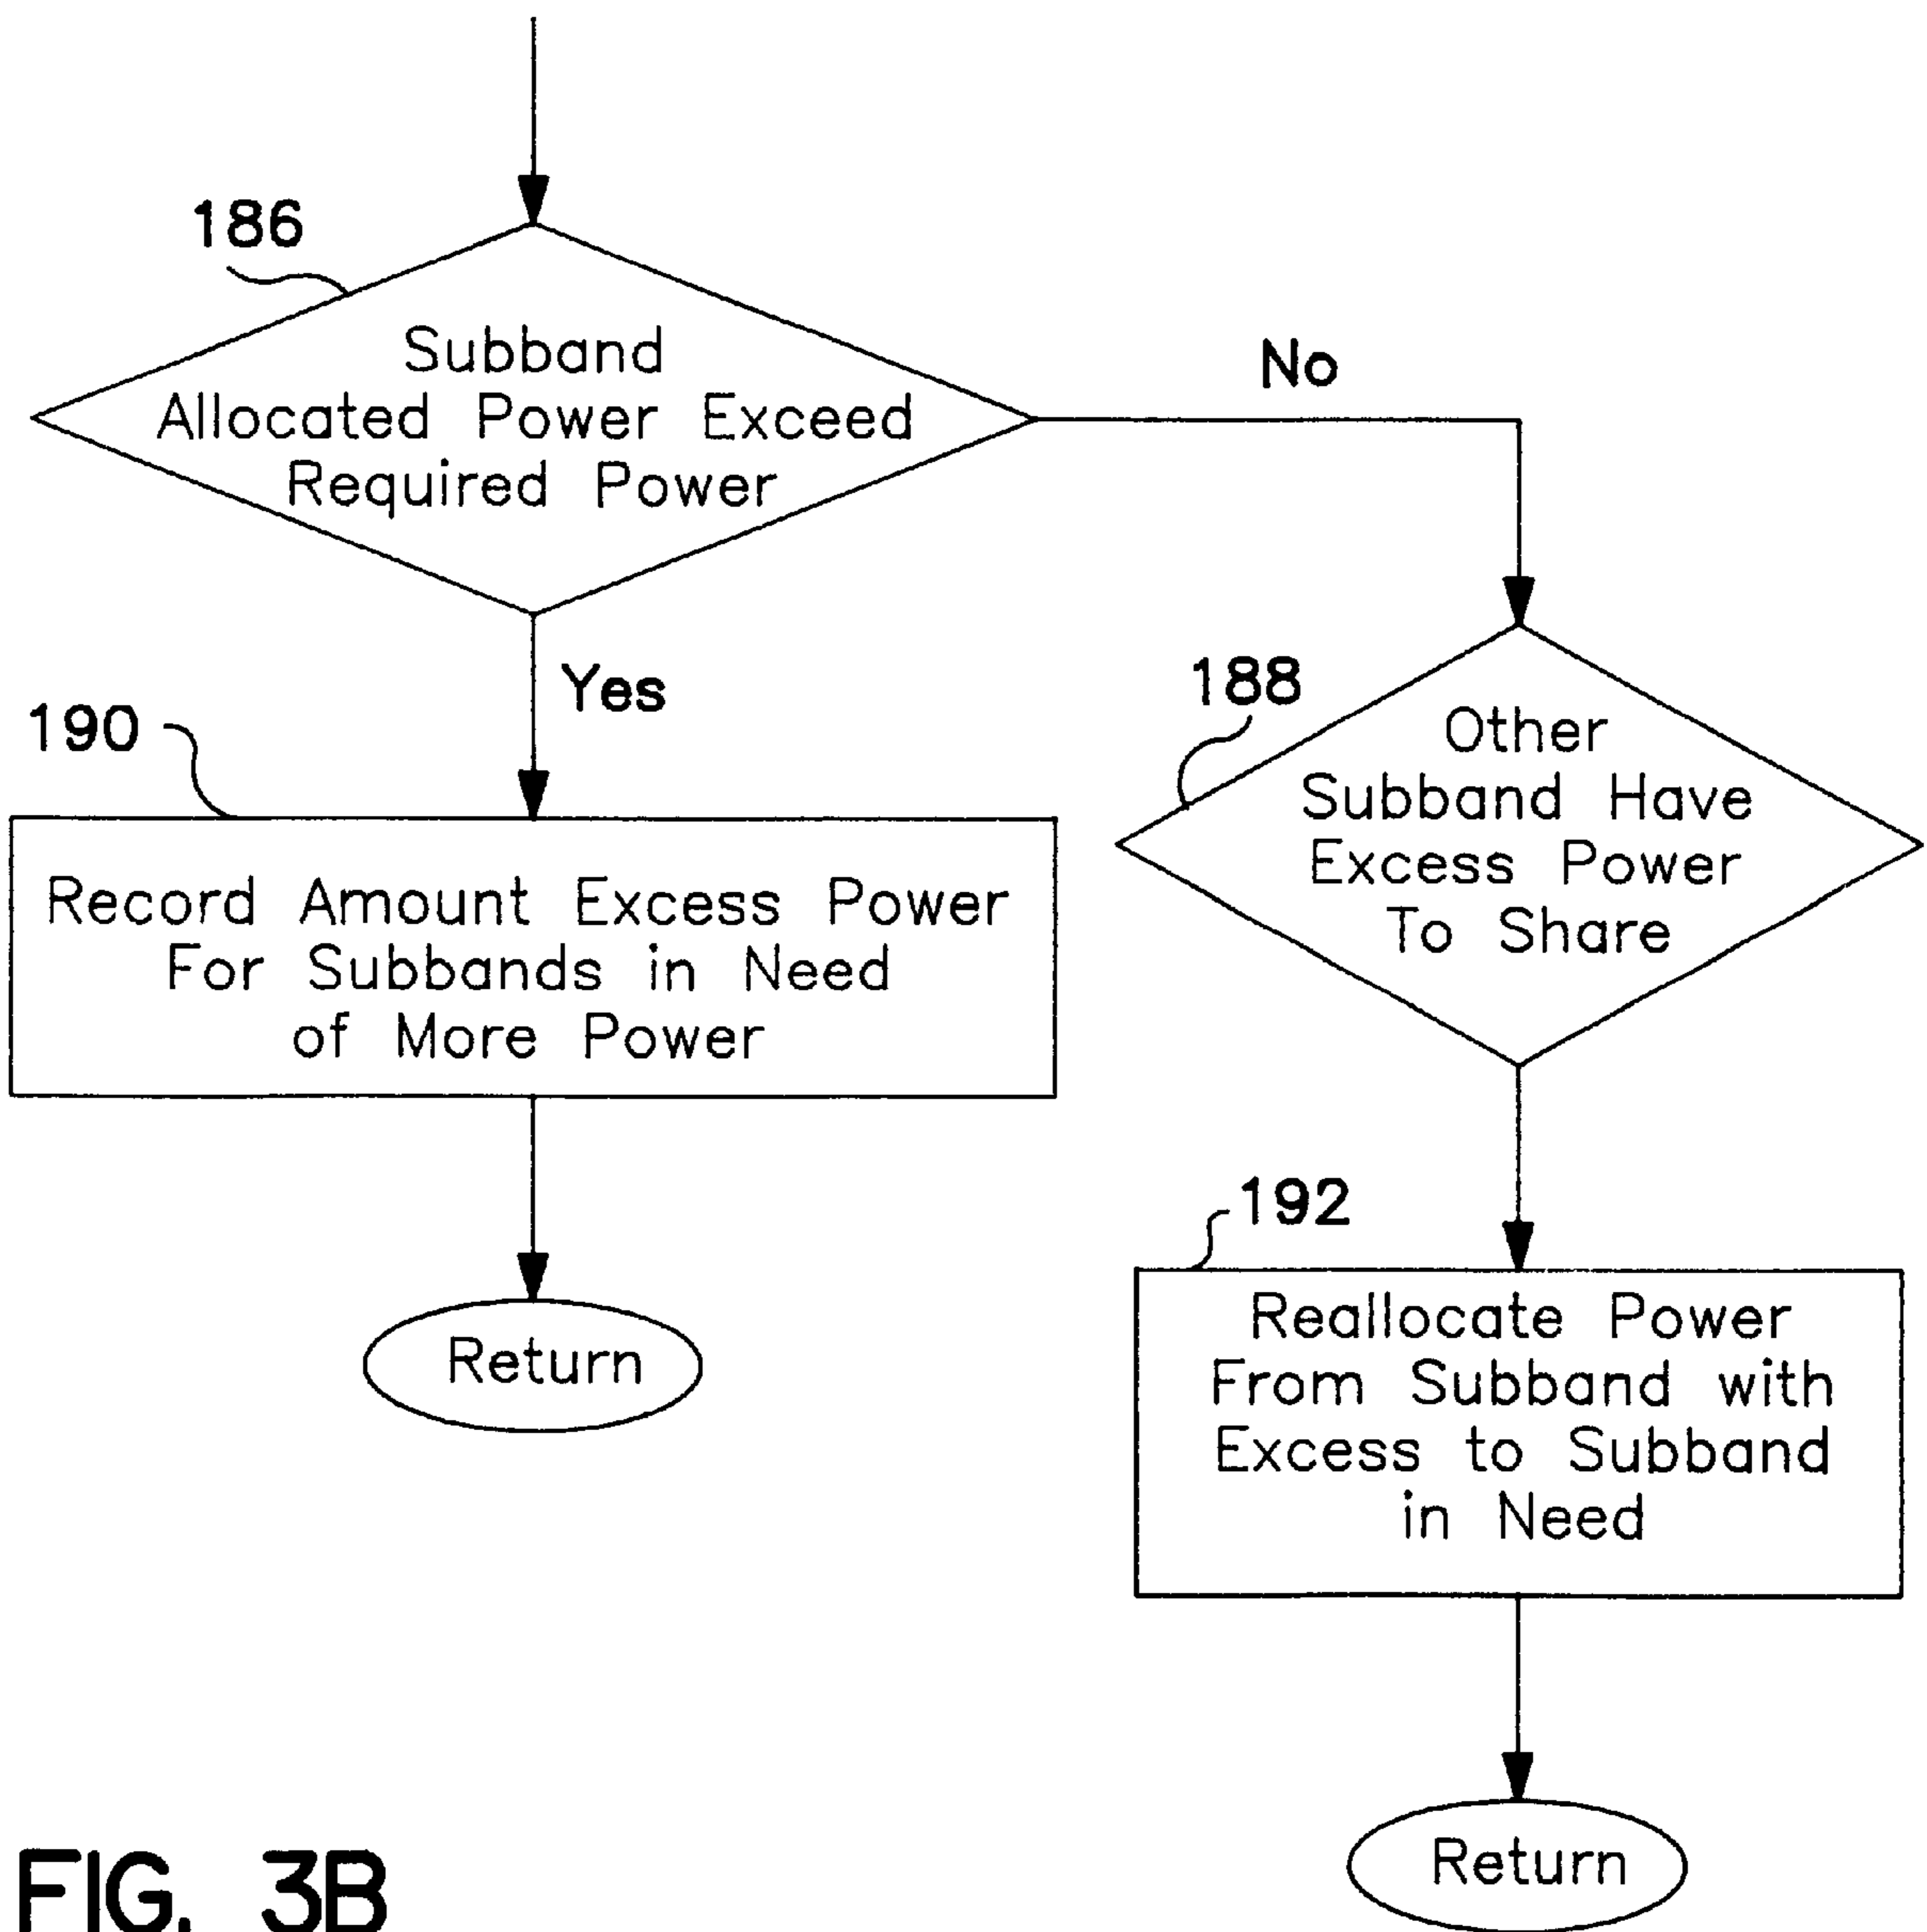 186
Subband
Allocated Power Exceed
Required Power
No
Yes
188
Other
Subband Have
Excess Power
To Share
190
Record Amount Excess Power
For Subbands in Need
of More Power
Return
192
Reallocate Power
From Subband with
Excess to Subband
in Need
Return
FIG. 3B